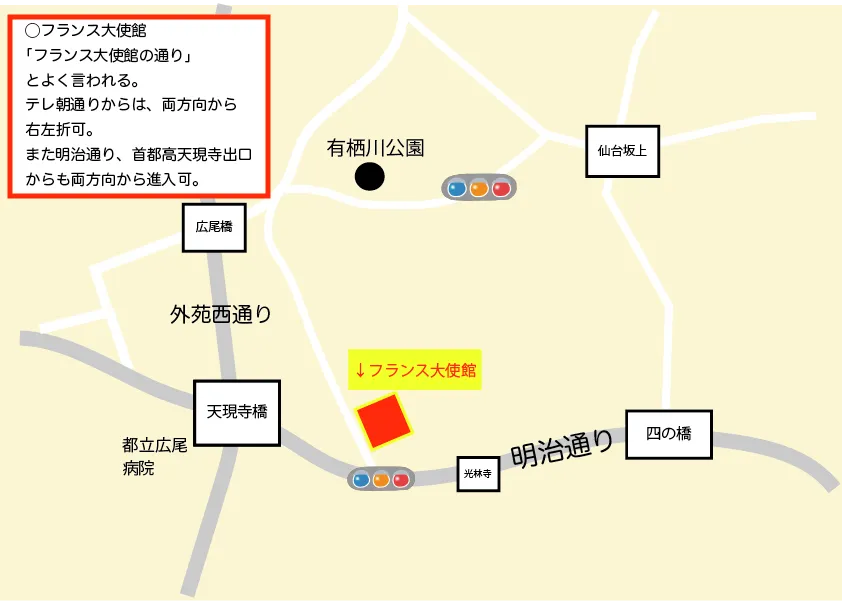 ○フランス大使館
「フランス大使館の通り」
とよく言われる。
テレ朝通りからは、両方向から
右左折可。
また明治通り、首都高天現寺出口
からも両方向から進入可。
有栖川公園
仙台坂上
広尾橋
外苑西通り
↓フランス大使館
天現寺橋
都立広尾
病院
四の橋
明治通り
光林寺